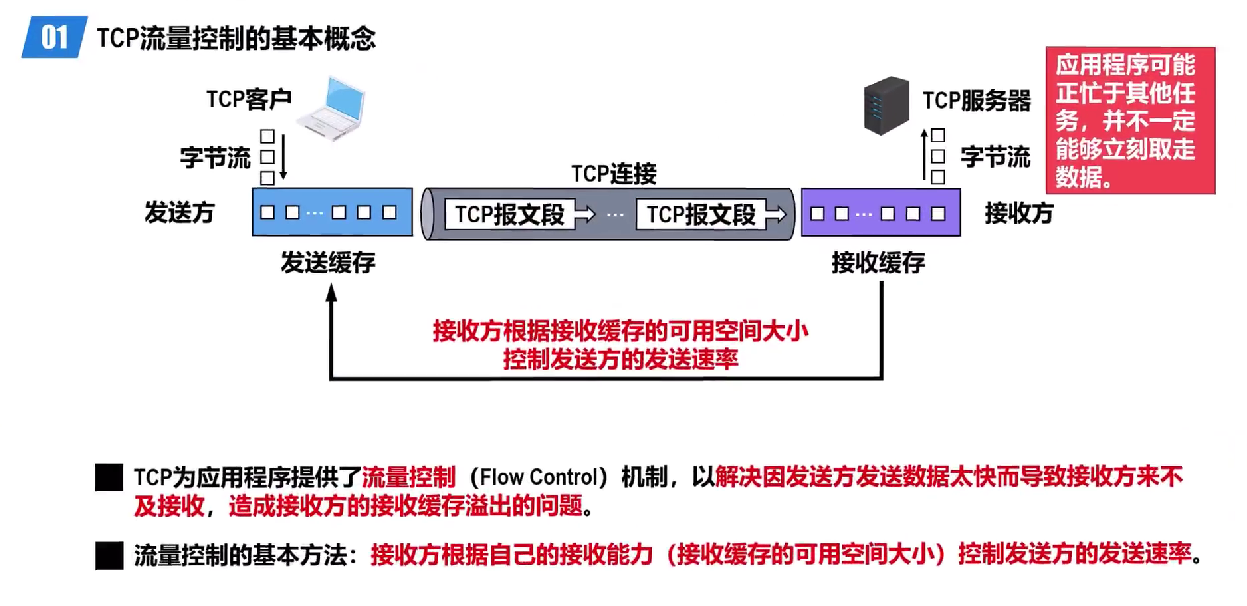 01 TCP流量控制的基本概念
TCP客户
字节流
发送方
发送缓存
TCP连接
TCP报文段 … TCP报文段
TCP服务器
字节流
接收方
接收缓存
应用程序可能
正忙于其他任
务，并不一定
能够立刻取走
数据。
接收方根据接收缓存的可用空间大小
控制发送方的发送速率
TCP为应用程序提供了流量控制（Flow Control）机制，以解决因发送方发送数据太快而导致接收方来不
及接收，造成接收方的接收缓存溢出的问题。
流量控制的基本方法：接收方根据自己的接收能力（接收缓存的可用空间大小）控制发送方的发送速率。